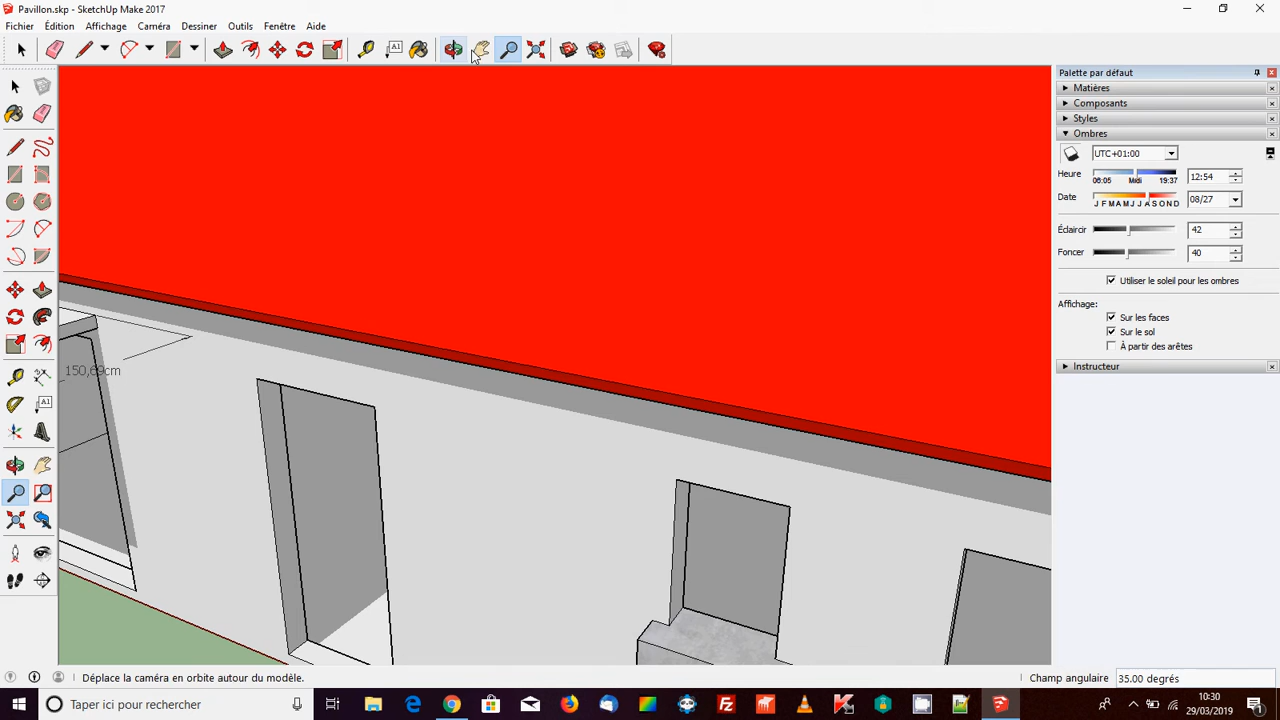 Pavillon.skp - SketchUp Make 2017
Fichier Édition Affichage Caméra Dessiner Outils Fenêtre Aide
A1
Palette par défaut
Matières
Composants
Styles
Ombres
UTC+01:00
Heure 06:05 Midi 19:37 12:54
Date J F M A M J J A S O N D 08/27
Éclaircir 42
Foncer 40
Utiliser le soleil pour les ombres
Affichage:
Sur les faces
Sur le sol
À partir des arêtes
Instructeur
150,69cm
A1
Déplace la caméra en orbite autour du modèle.
Champ angulaire 35.00 degrés
Taper ici pour rechercher
10:30
29/03/2019